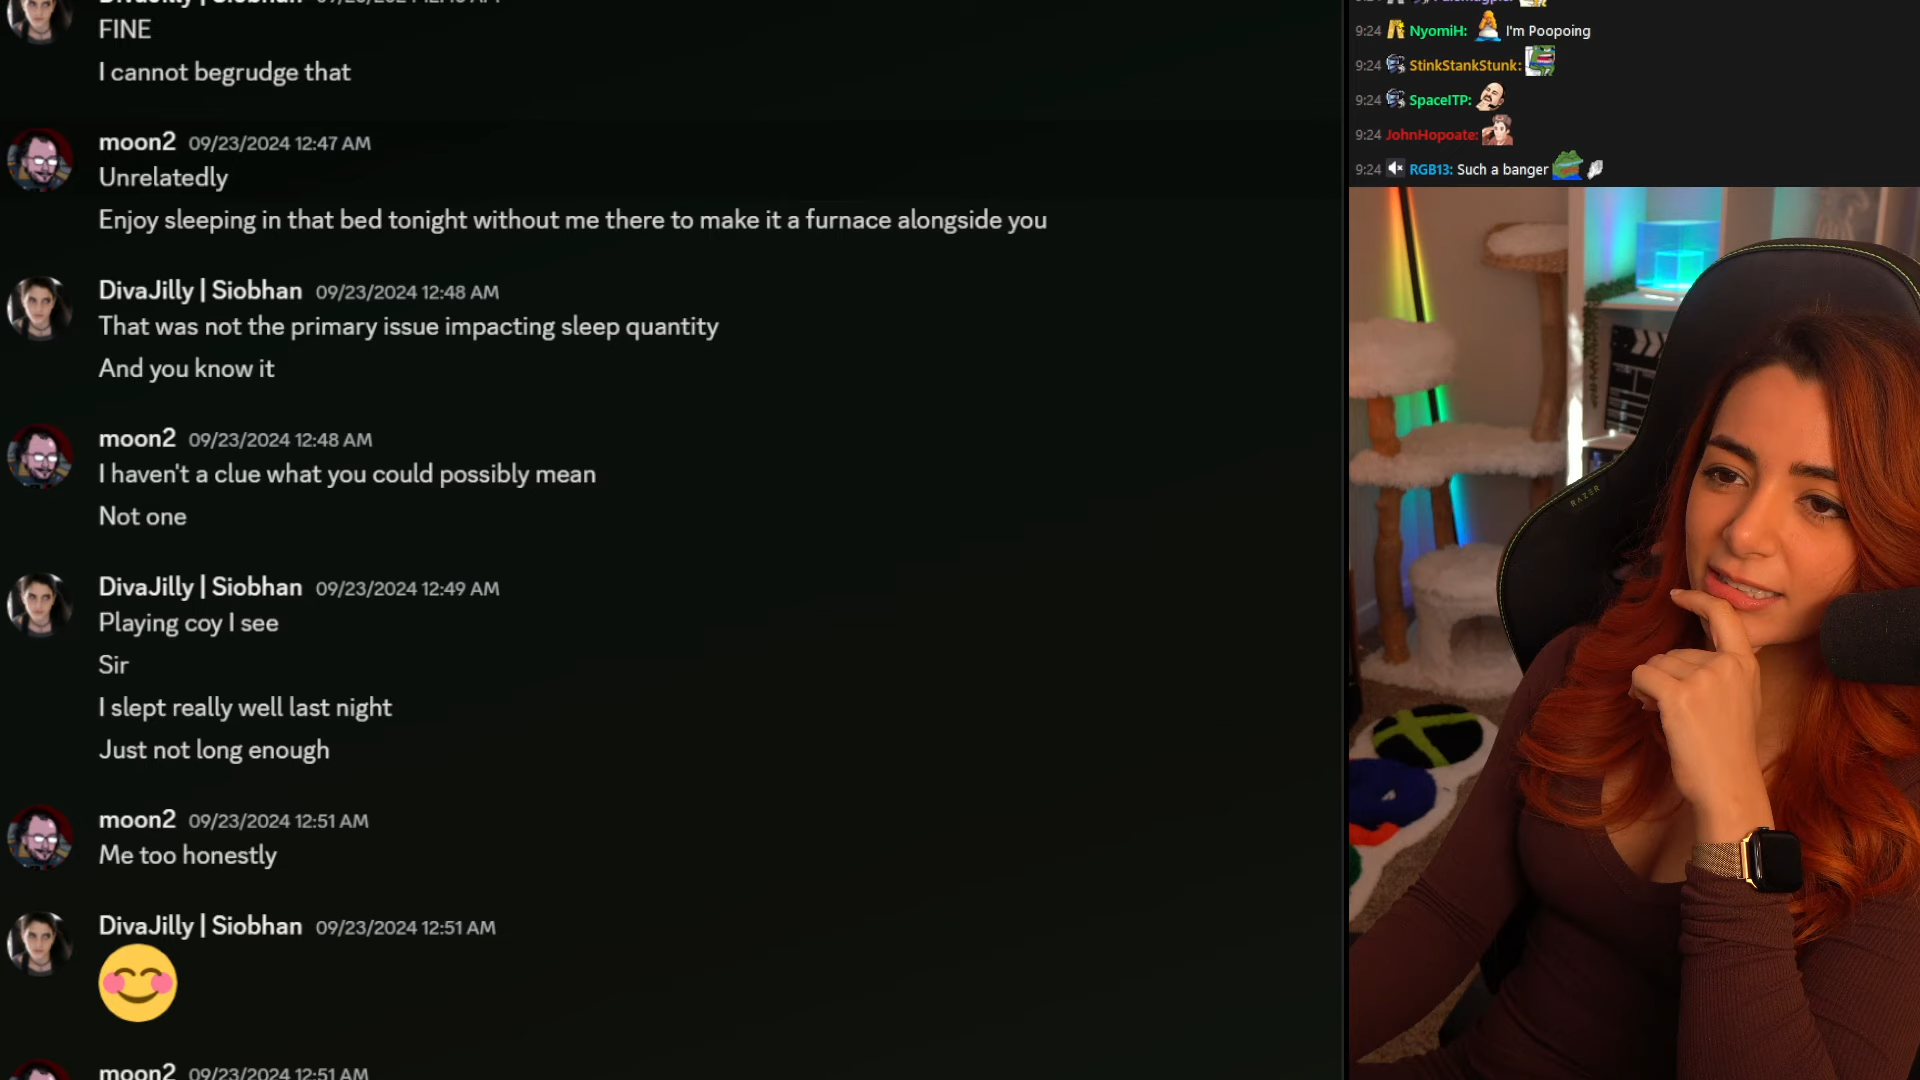 FINE
I cannot begrudge that
moon2 09/23/2024 12:47 AM
Unrelatedly
Enjoy sleeping in that bed tonight without me there to make it a furnace alongside you
DivaJilly | Siobhan 09/23/2024 12:48 AM
That was not the primary issue impacting sleep quantity
And you know it
moon2 09/23/2024 12:48 AM
I haven't a clue what you could possibly mean
Not one
DivaJilly | Siobhan 09/23/2024 12:49 AM
Playing coy I see
Sir
I slept really well last night
Just not long enough
moon2 09/23/2024 12:51 AM
Me too honestly
DivaJilly | Siobhan 09/23/2024 12:51 AM
moon2 09/23/2024 12:51 AM
9:24 NyomiH: I'm Poopoing
9:24 StinkStankStunk:
9:24 SpaceITP:
9:24 JohnHopoate:
9:24 RGB13: Such a banger
RAZER